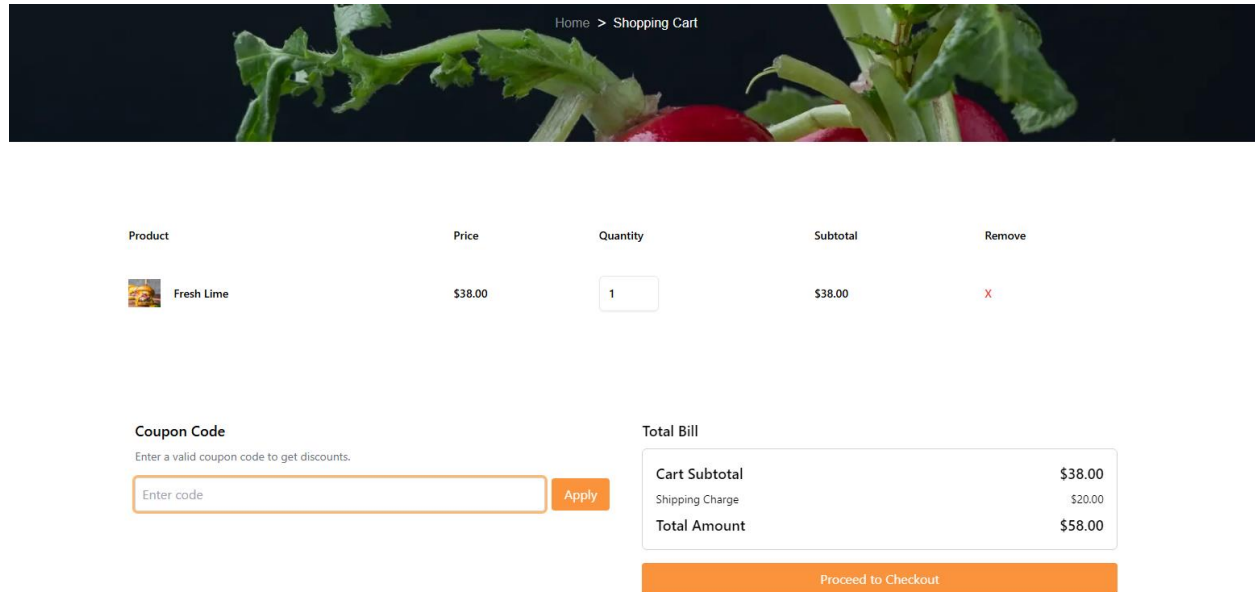 Home > Shopping Cart
Product Price Quantity Subtotal Remove
Fresh Lime $38.00 1 $38.00 X
Coupon Code
Enter a valid coupon code to get discounts.
Enter code Apply
Total Bill
Cart Subtotal $38.00
Shipping Charge $20.00
Total Amount $58.00
Proceed to Checkout